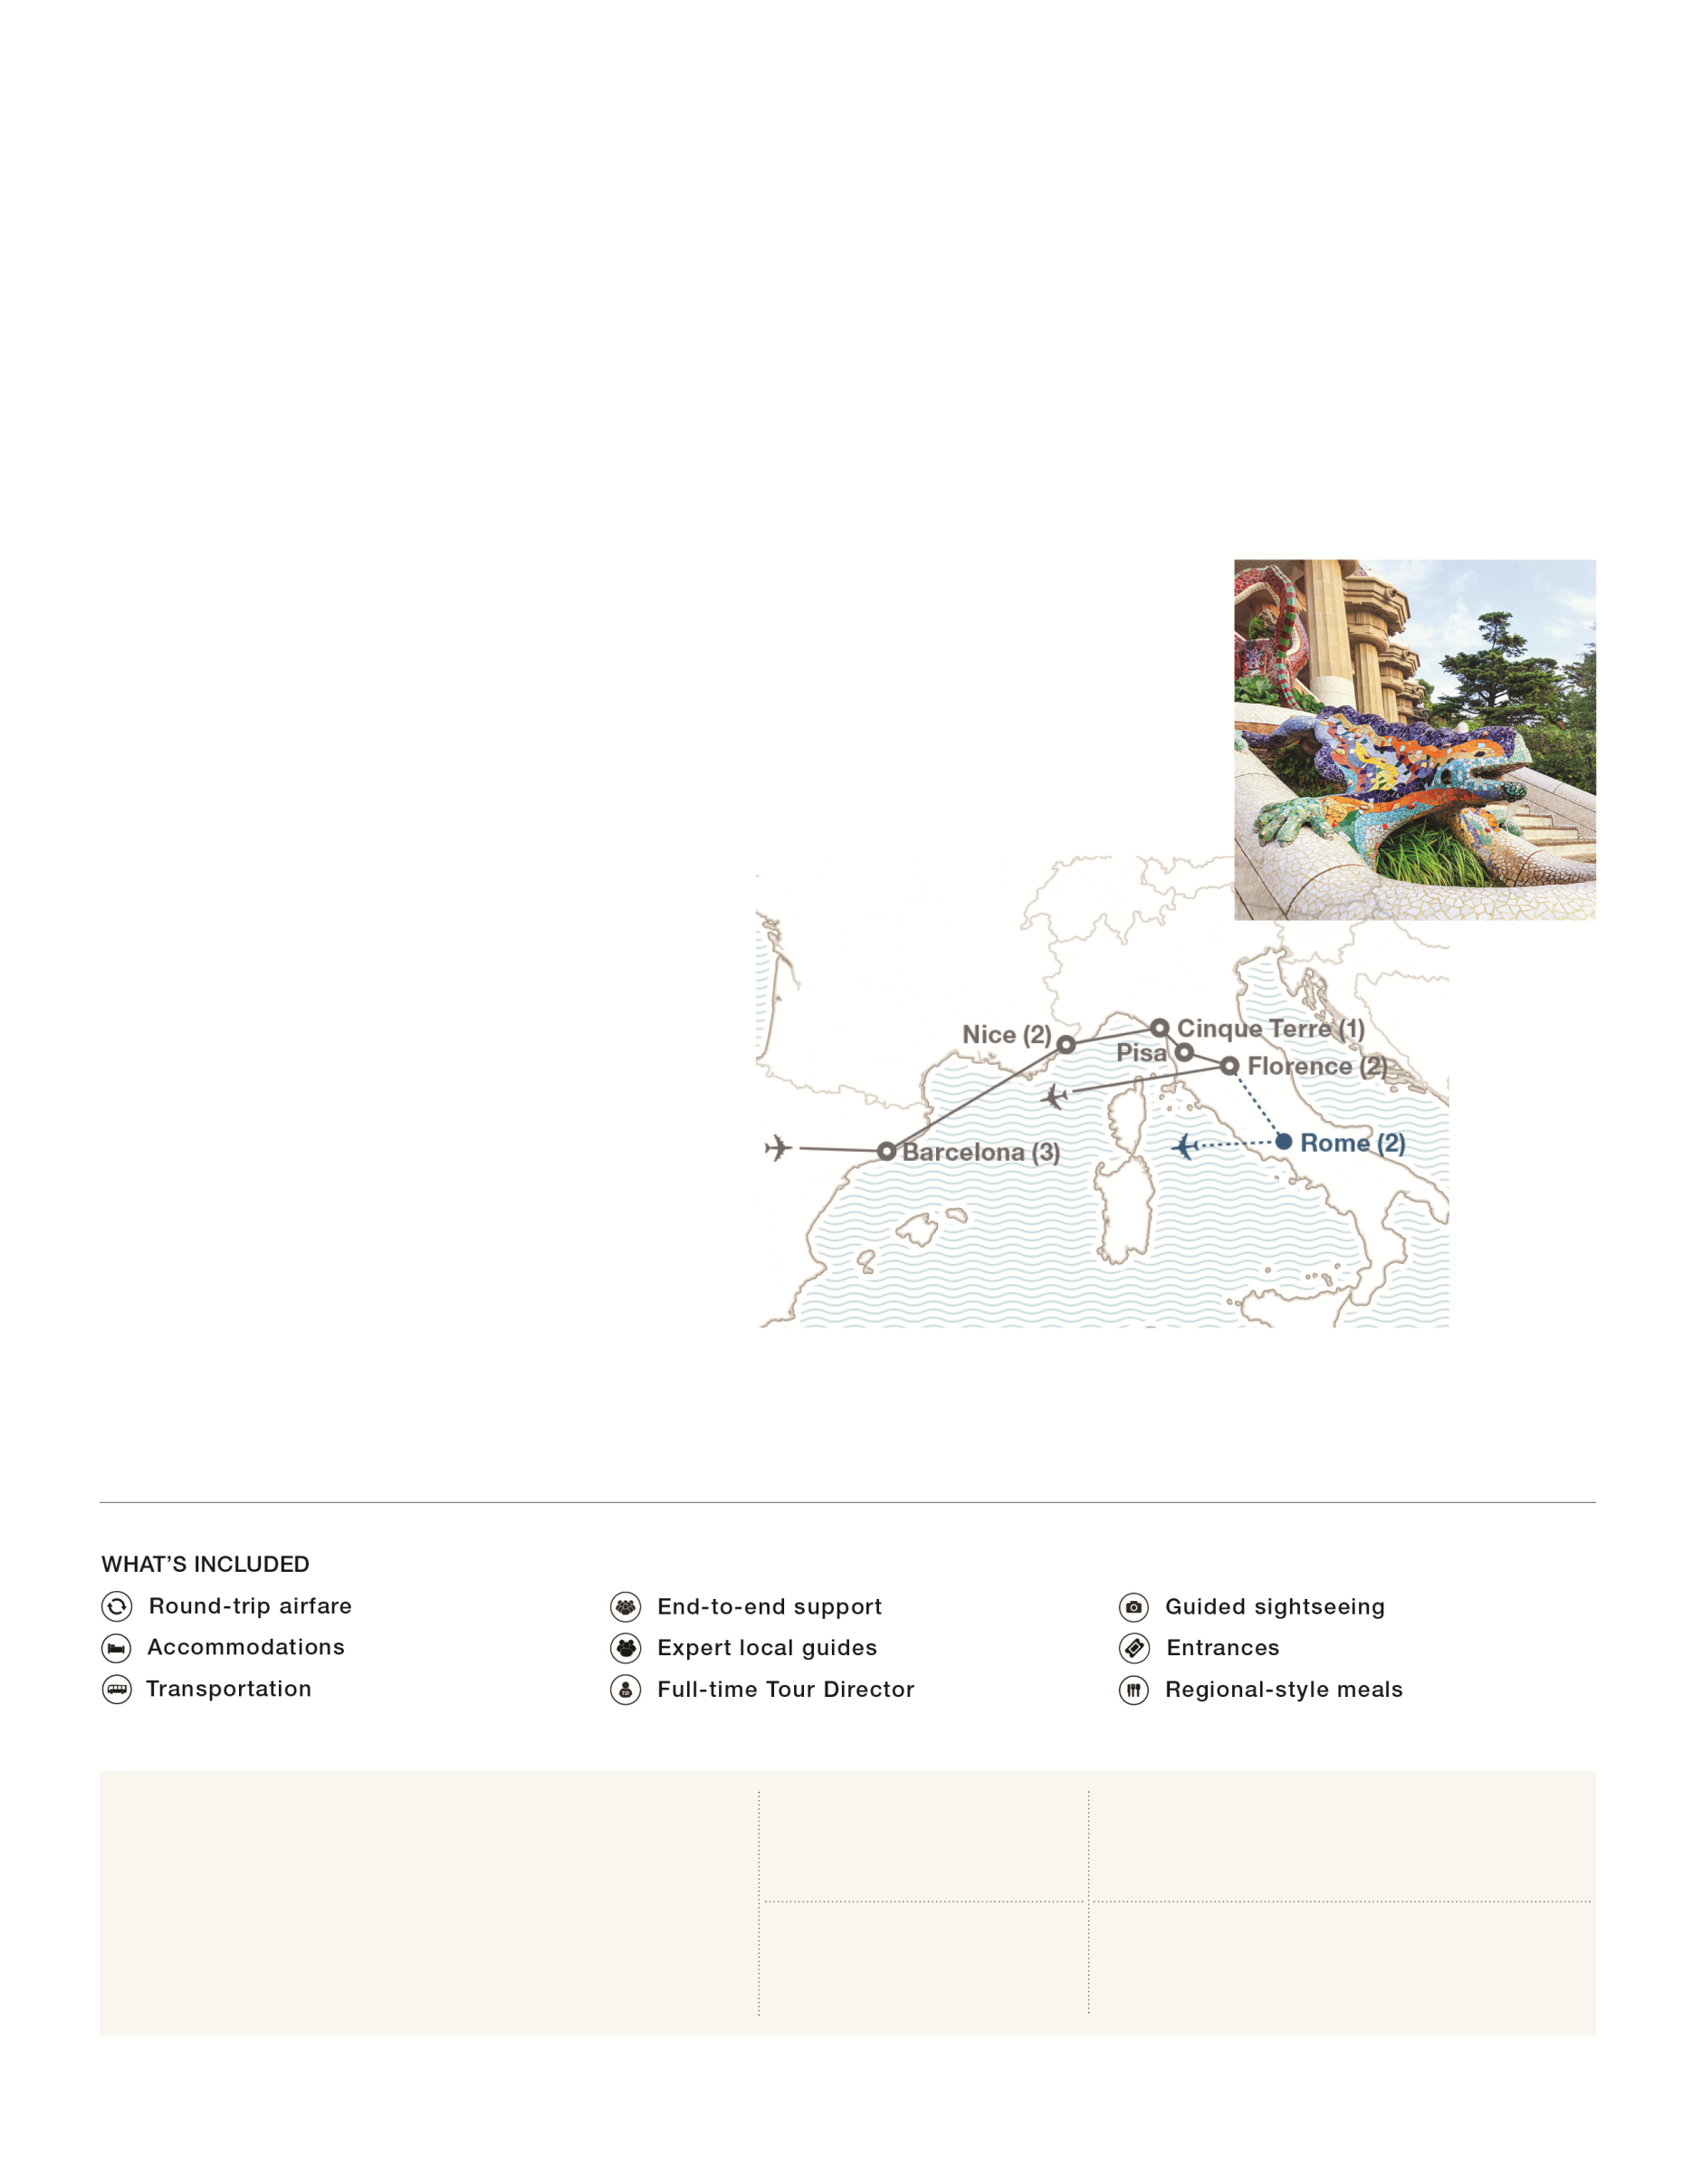 Nice (2)
Cinque Terre (1)
Pisa
Florence (2)
Barcelona (3)
Rome (2)
WHAT’S INCLUDED
Round-trip airfare
Accommodations
Transportation
End-to-end support
Expert local guides
TD
Full-time Tour Director
Guided sightseeing
Entrances
Regional-style meals